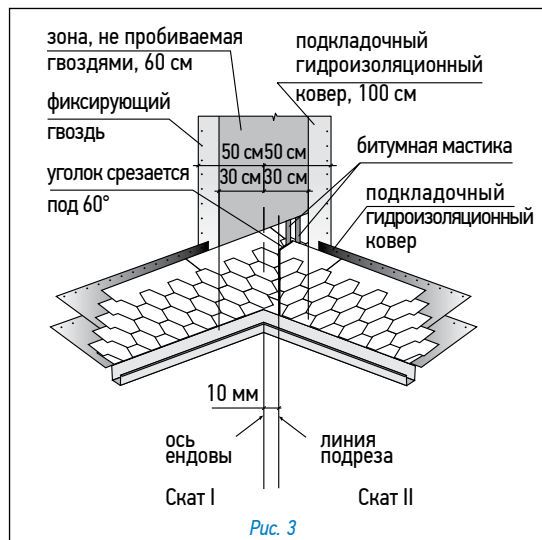 зона, не пробиваемая
гвоздями, 60 см
подкладочный
гидроизоляционный
ковер, 100 см
фиксирующий
гвоздь
50 см 50 см
битумная мастика
уголок срезается
под 60°
30 см 30 см
подкладочный
гидроизоляционный
ковер
10 мм
ось
ендовы
линия
подреза
Скат I
Скат II
Рис. 3